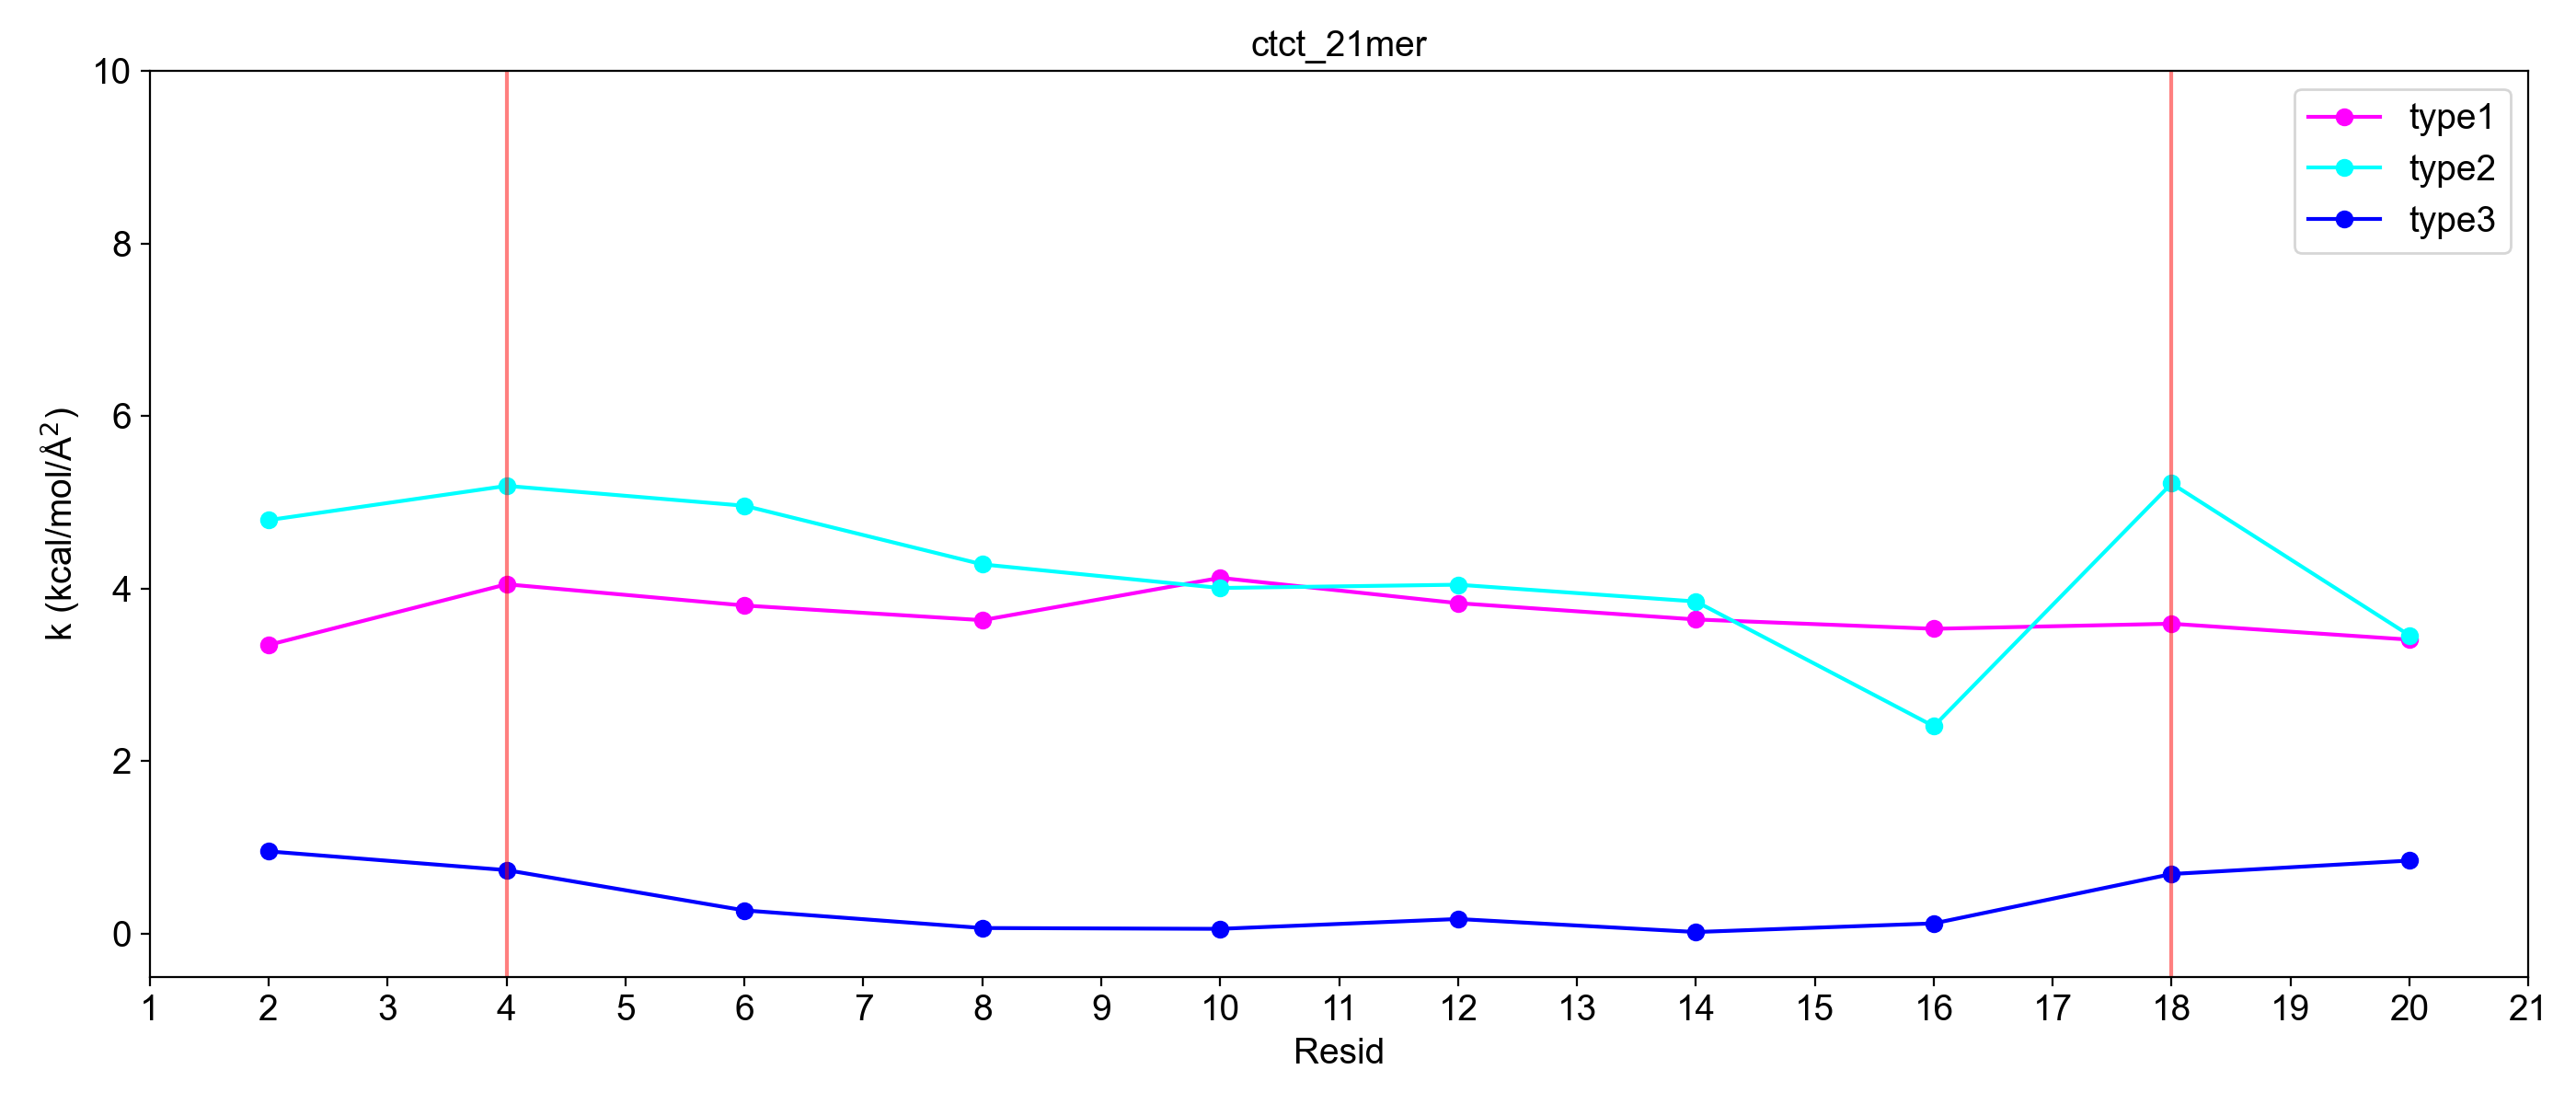 ctct_21mer
10
8
6
4
2
0
k (kcal/mol/Å²)
type1
type2
type3
1 2 3 4 5 6 7 8 9 10 11 12 13 14 15 16 17 18 19 20 21
Resid